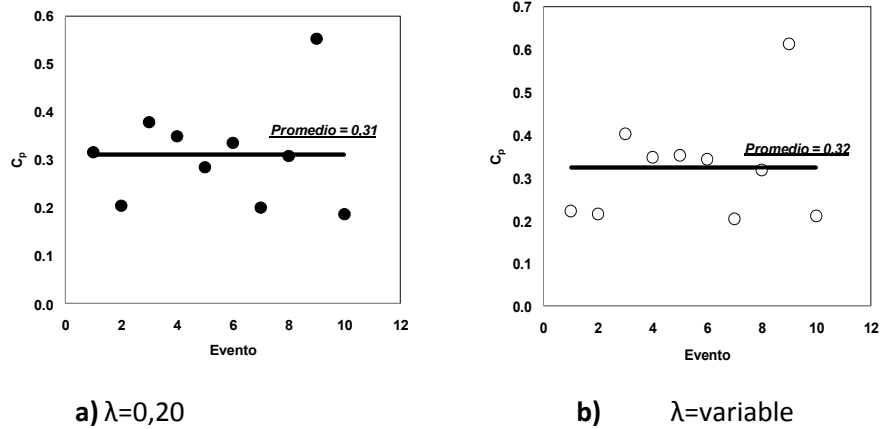 0.6
0.5
0.4
0.3
0.2
0.1
0.0
Cp
Promedio = 0,31
0 2 4 6 8 10 12
Evento
a) λ=0,20
0.7
0.6
0.5
0.4
0.3
0.2
0.1
0.0
Cp
Promedio = 0,32
0 2 4 6 8 10 12
Evento
b) λ=variable